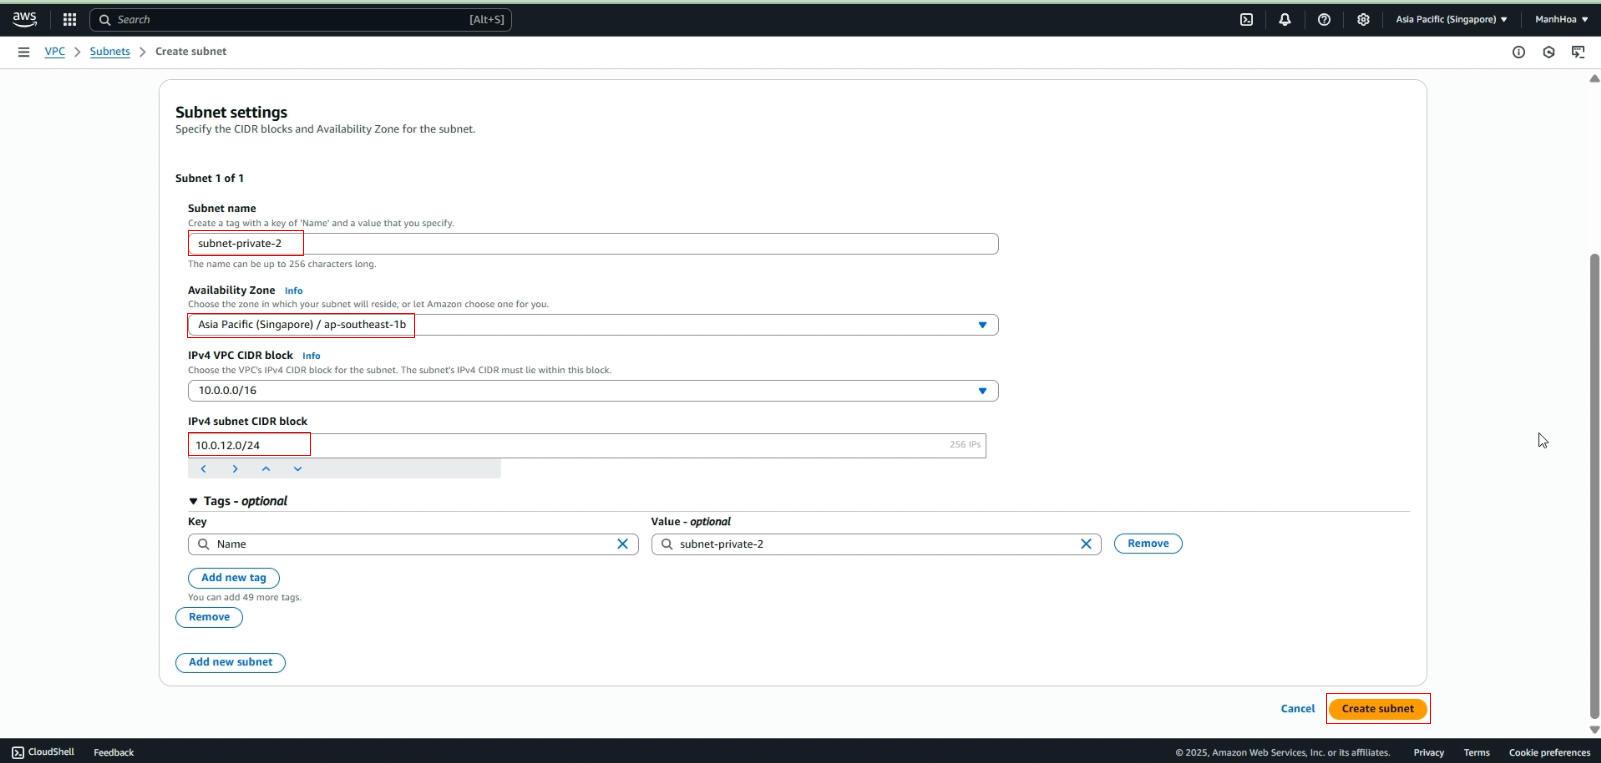 aws
Search [Alt+S]
Asia Pacific (Singapore) ▼ ManhHoa ▼
VPC > Subnets > Create subnet
Subnet settings
Specify the CIDR blocks and Availability Zone for the subnet.
Subnet 1 of 1
Subnet name
Create a tag with a key of 'Name' and a value that you specify.
subnet-private-2
The name can be up to 256 characters long.
Availability Zone Info
Choose the zone in which your subnet will reside, or let Amazon choose one for you.
Asia Pacific (Singapore) / ap-southeast-1b
IPv4 VPC CIDR block Info
Choose the VPC's IPv4 CIDR block for the subnet. The subnet's IPv4 CIDR must lie within this block.
10.0.0.0/16
IPv4 subnet CIDR block
10.0.12.0/24 256 IPs
Tags - optional
Key Value - optional
Name subnet-private-2 Remove
Add new tag
You can add 49 more tags.
Remove
Add new subnet
Cancel Create subnet
CloudShell Feedback © 2025, Amazon Web Services, Inc. or its affiliates. Privacy Terms Cookie preferences